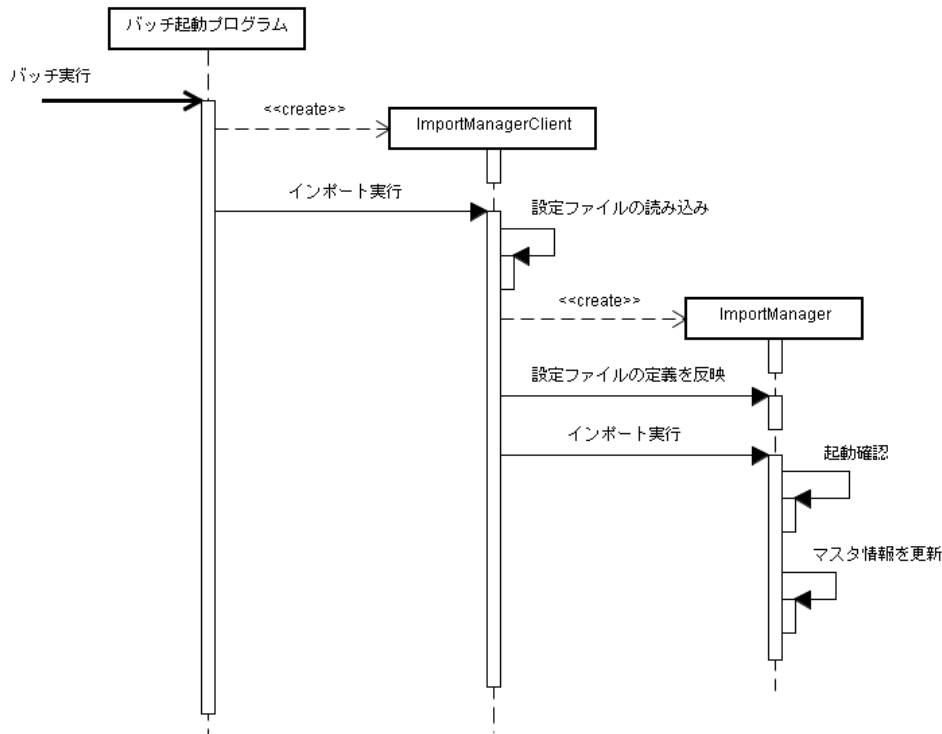 バッチ起動プログラム
バッチ実行
<<create>>
ImportManagerClient
インポート実行
設定ファイルの読み込み
<<create>>
ImportManager
設定ファイルの定義を反映
インポート実行
起動確認
マスタ情報を更新